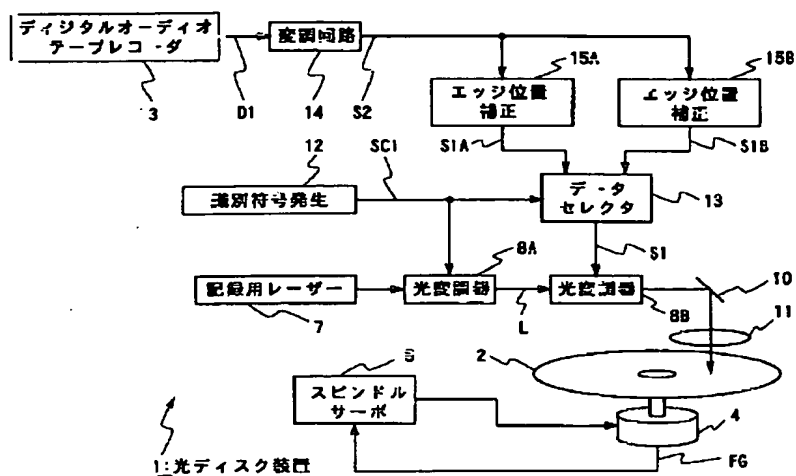 ディジタルオーディオ
テープレコーダ
3
D1
変調回路
14
S2
15A
エッジ位置
補正
15B
エッジ位置
補正
S1A
S1B
12
SC1
識別符号発生
データ
セレクタ
13
8A
S1
記録用レーザー
7
光変調器
L
光変調器
8B
10
11
2
5
スピンドル
サーボ
4
FG
1:光ディスク装置